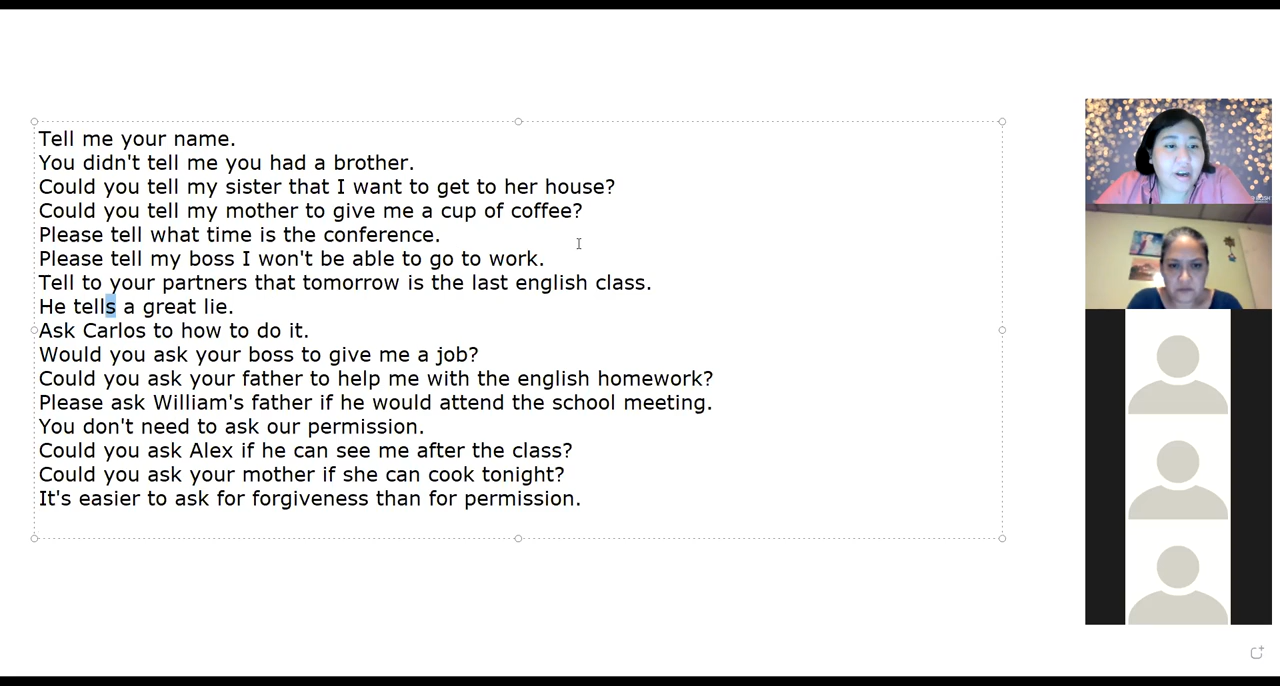 Tell me your name.
You didn't tell me you had a brother.
Could you tell my sister that I want to get to her house?
Could you tell my mother to give me a cup of coffee?
Please tell what time is the conference.
Please tell my boss I won't be able to go to work.
Tell to your partners that tomorrow is the last english class.
He tells a great lie.
Ask Carlos to how to do it.
Would you ask your boss to give me a job?
Could you ask your father to help me with the english homework?
Please ask William's father if he would attend the school meeting.
You don't need to ask our permission.
Could you ask Alex if he can see me after the class?
Could you ask your mother if she can cook tonight?
It's easier to ask for forgiveness than for permission.